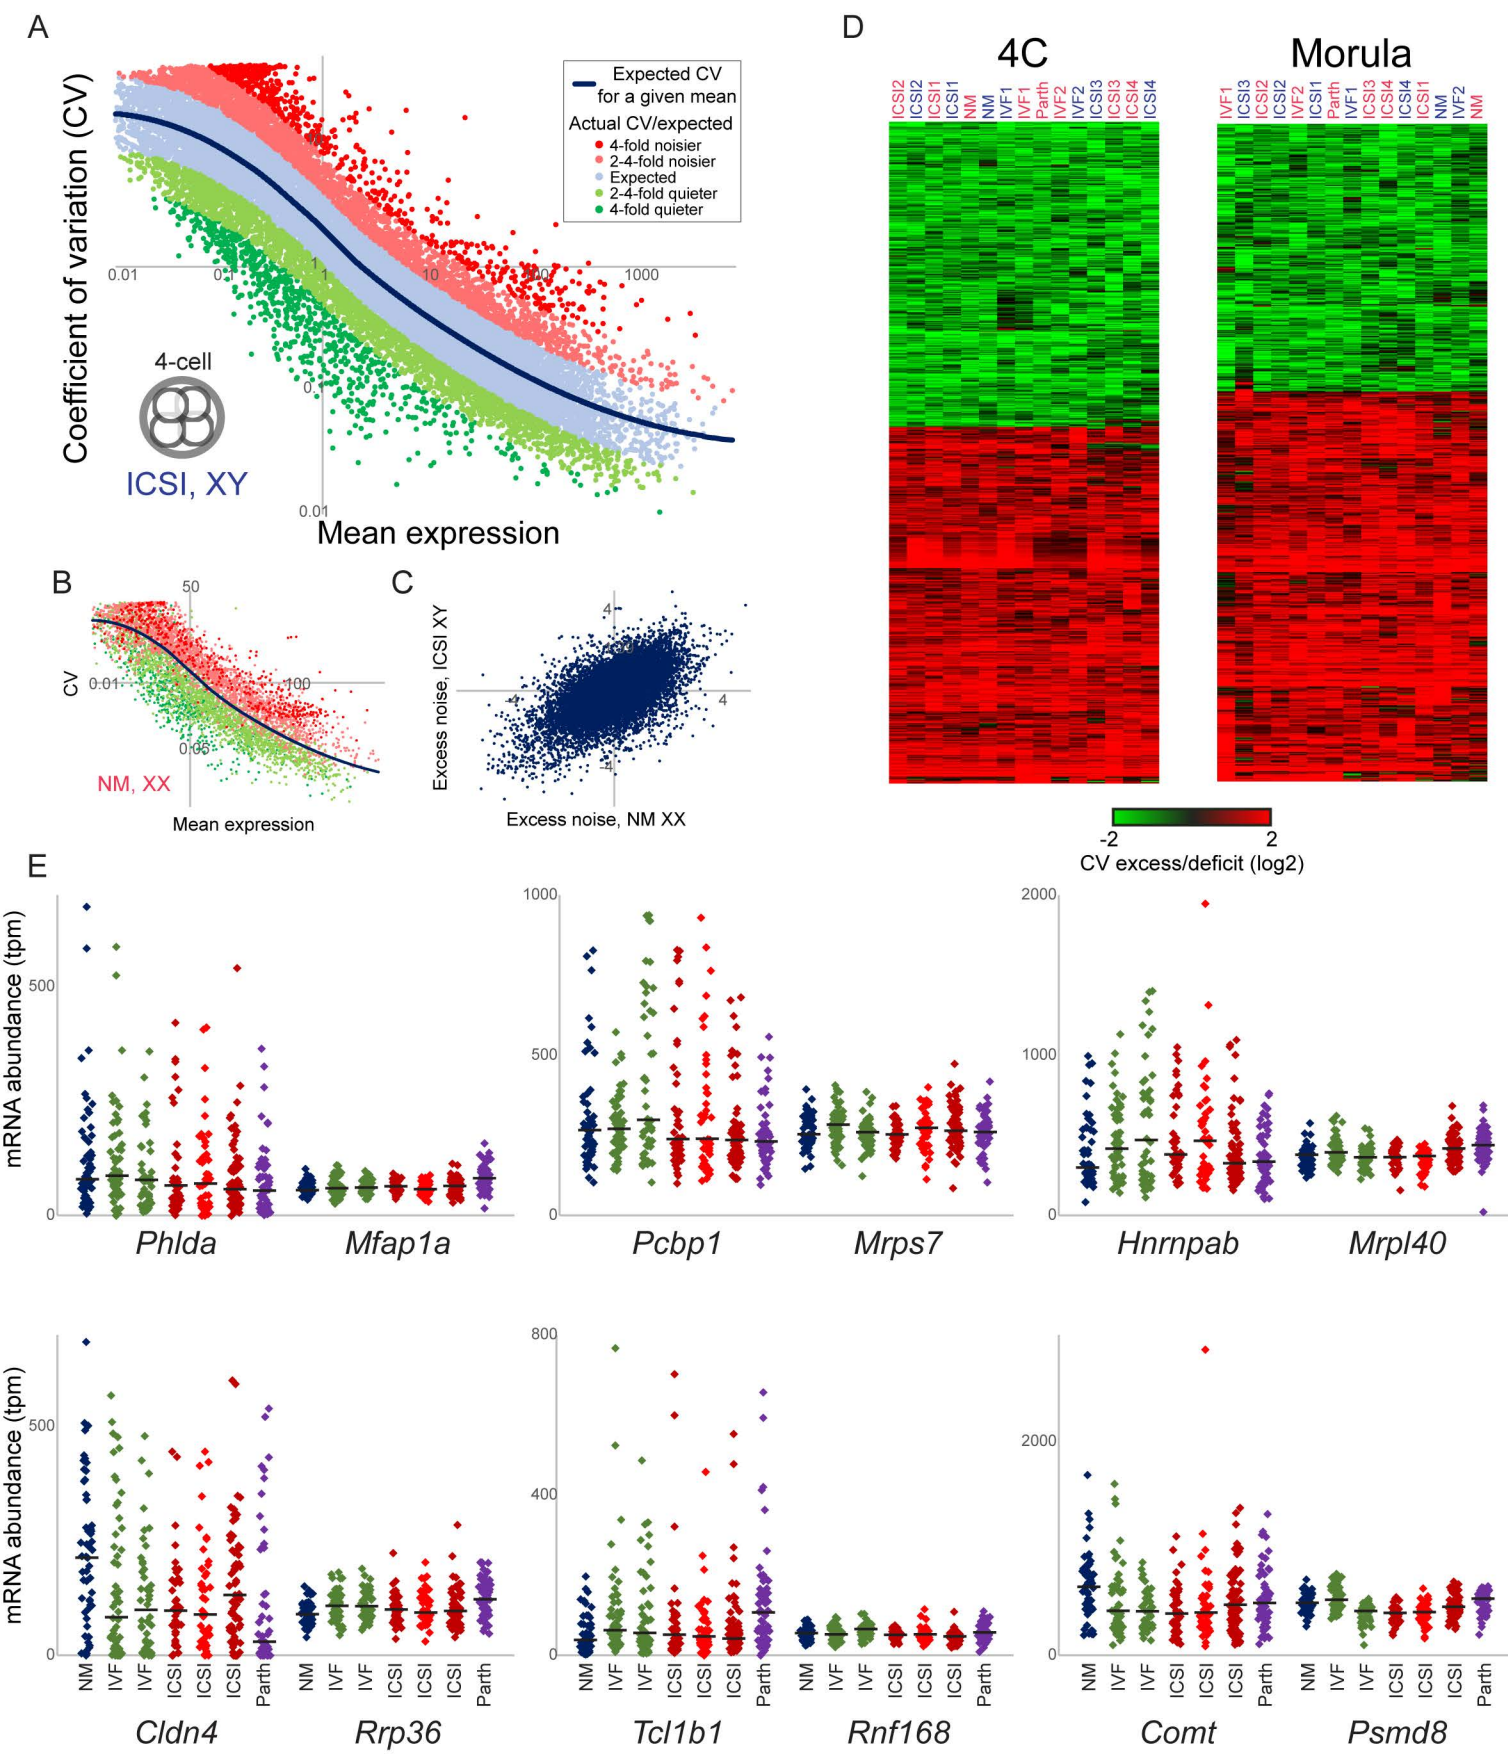 A
Coefficient of variation (CV)
Expected CV
for a given mean
Actual CV/expected
4-fold noisier
2-4-fold noisier
Expected
2-4-fold quieter
4-fold quieter
0.01
0.1
1
10
100
1000
0.1
0.01
4-cell
ICSI, XY
Mean expression
B
50
CV
0.01
100
0.05
NM, XX
Mean expression
C
Excess noise, ICSI XY
4
-4
4
-4
Excess noise, NM XX
D
4C
ICSI2
ICSI2
ICSI1
ICSI1
NM
NM
IVF1
IVF1
Parth
IVF2
IVF2
ICSI3
ICSI3
ICSI4
ICSI4
Morula
IVF1
ICSI3
ICSI2
ICSI2
IVF2
ICSI1
Parth
IVF1
ICSI3
ICSI4
ICSI4
ICSI1
NM
IVF2
NM
-2
2
CV excess/deficit (log2)
E
mRNA abundance (tpm)
500
0
Phlda
Mfap1a
1000
500
0
Pcbp1
Mrps7
2000
1000
0
Hnrnpab
Mrpl40
mRNA abundance (tpm)
500
0
NM
IVF
IVF
ICSI
ICSI
ICSI
Parth
NM
IVF
IVF
ICSI
ICSI
ICSI
Parth
Cldn4
Rrp36
800
400
0
NM
IVF
IVF
ICSI
ICSI
ICSI
Parth
NM
IVF
IVF
ICSI
ICSI
ICSI
Parth
Tcl1b1
Rnf168
2000
0
NM
IVF
IVF
ICSI
ICSI
ICSI
Parth
NM
IVF
IVF
ICSI
ICSI
ICSI
Parth
Comt
Psmd8